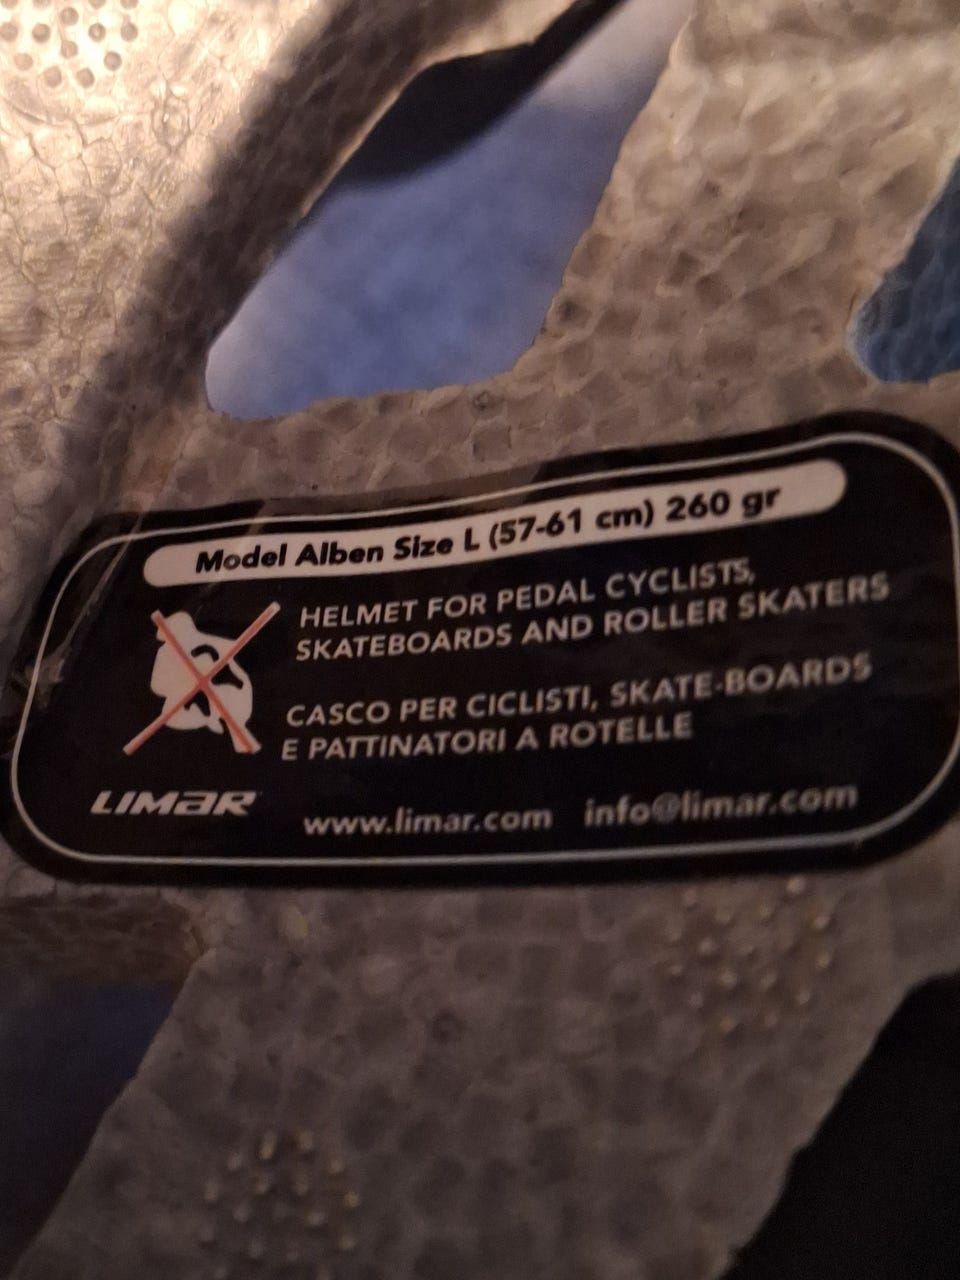 Model Alben Size L (57-61 cm) 260 gr
HELMET FOR PEDAL CYCLISTS,
SKATEBOARDS AND ROLLER SKATERS
CASCO PER CICLISTI, SKATE-BOARDS
E PATTINATORI A ROTELLE
LIMAR www.limar.com info@limar.com